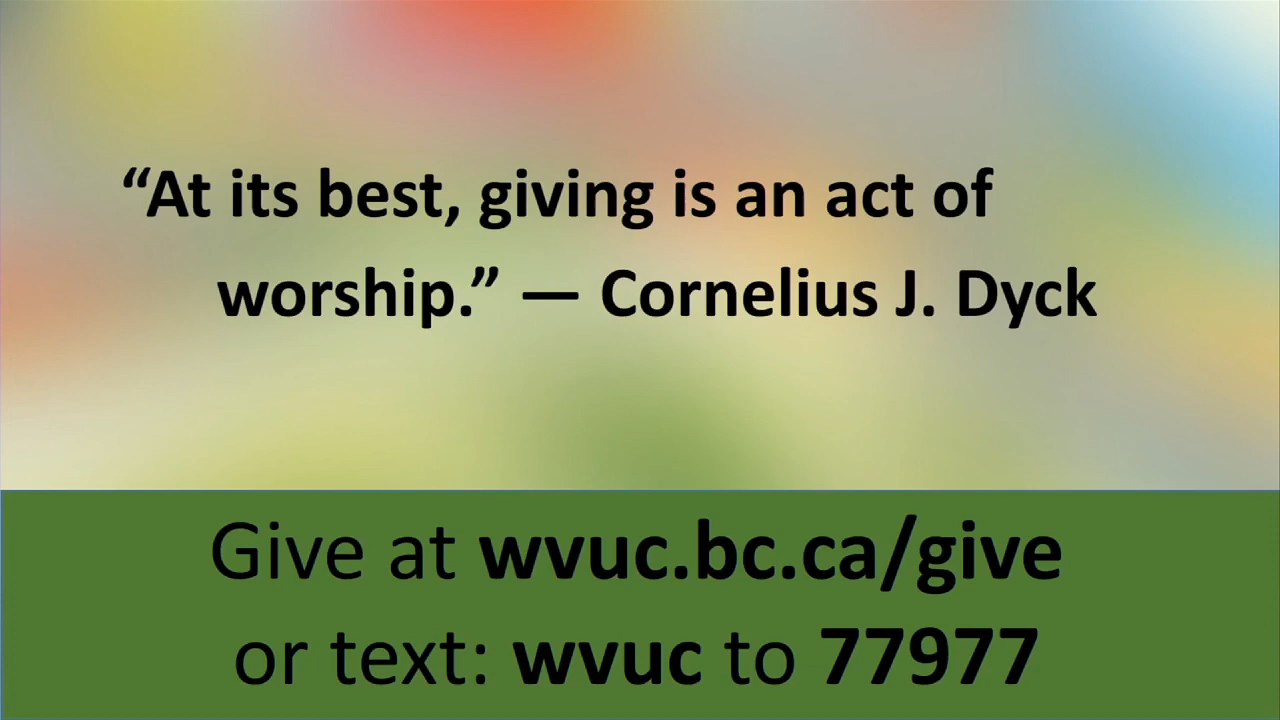 “At its best, giving is an act of
worship.” — Cornelius J. Dyck
Give at wvuc.bc.ca/give
or text: wvuc to 77977